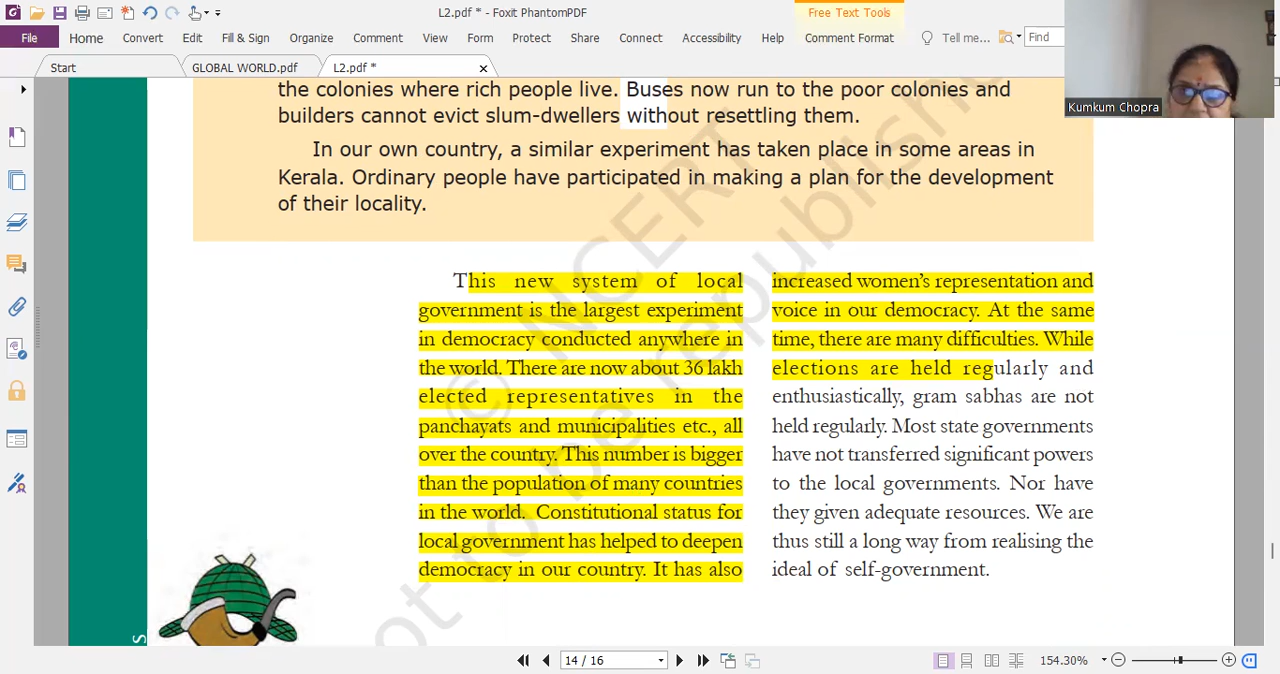 L2.pdf * - Foxit PhantomPDF
Free Text Tools
File Home Convert Edit Fill & Sign Organize Comment View Form Protect Share Connect Accessibility Help Comment Format Tell me... Find
Start GLOBAL WORLD.pdf L2.pdf *
Kumkum Chopra
the colonies where rich people live. Buses now run to the poor colonies and
builders cannot evict slum-dwellers without resettling them.
In our own country, a similar experiment has taken place in some areas in
Kerala. Ordinary people have participated in making a plan for the development
of their locality.
This new system of local
government is the largest experiment
in democracy conducted anywhere in
the world. There are now about 36 lakh
elected representatives in the
panchayats and municipalities etc., all
over the country. This number is bigger
than the population of many countries
in the world. Constitutional status for
local government has helped to deepen
democracy in our country. It has also
increased women's representation and
voice in our democracy. At the same
time, there are many difficulties. While
elections are held regularly and
enthusiastically, gram sabhas are not
held regularly. Most state governments
have not transferred significant powers
to the local governments. Nor have
they given adequate resources. We are
thus still a long way from realising the
ideal of self-government.
© NCERT
not to be republished
s
14 / 16
154.30%